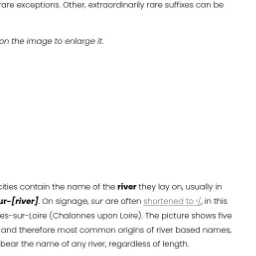 rare exceptions. Other, extraordinarily rare suffixes can be
on the image to enlarge it.
cities contain the name of the river they lay on, usually in
ur-[river]. On signage, sur are often shortened to s/, in this
es-sur-Loire (Chalonnes upon Loire). The picture shows five
and therefore most common origins of river based names,
bear the name of any river, regardless of length.